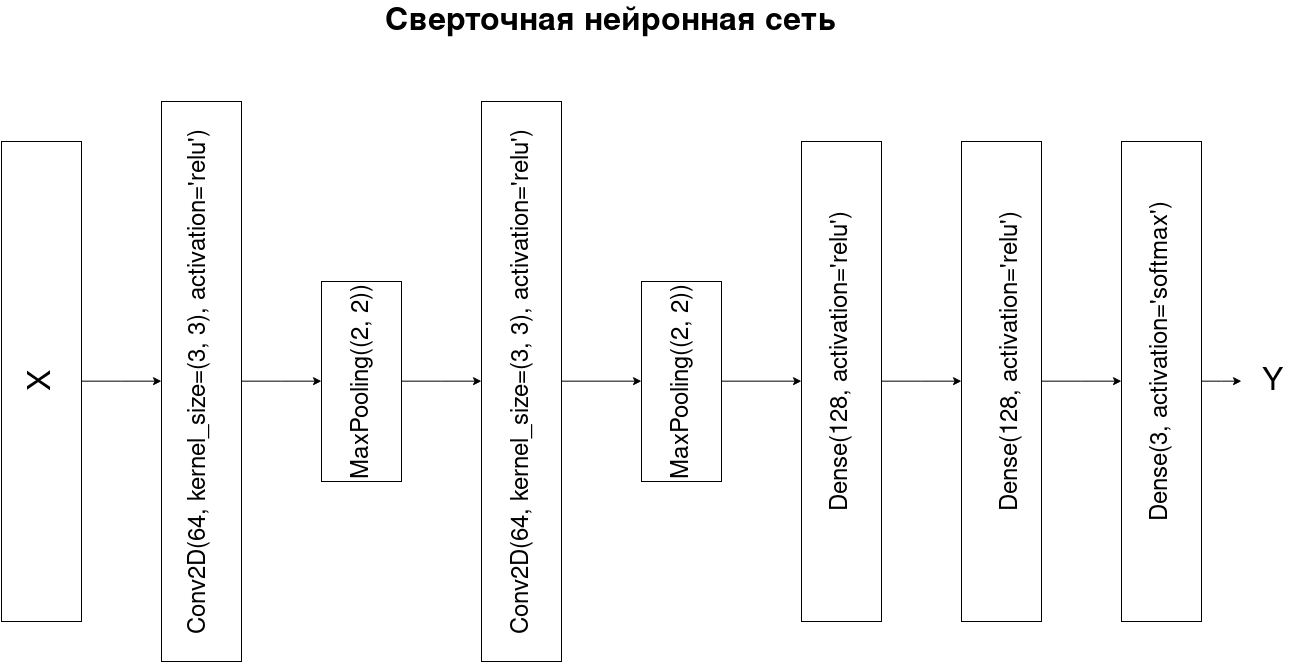 Сверточная нейронная сеть
X
Conv2D(64, kernel_size=(3, 3), activation='relu')
MaxPooling((2, 2))
Conv2D(64, kernel_size=(3, 3), activation='relu')
MaxPooling((2, 2))
Dense(128, activation='relu')
Dense(128, activation='relu')
Dense(3, activation='softmax')
Y